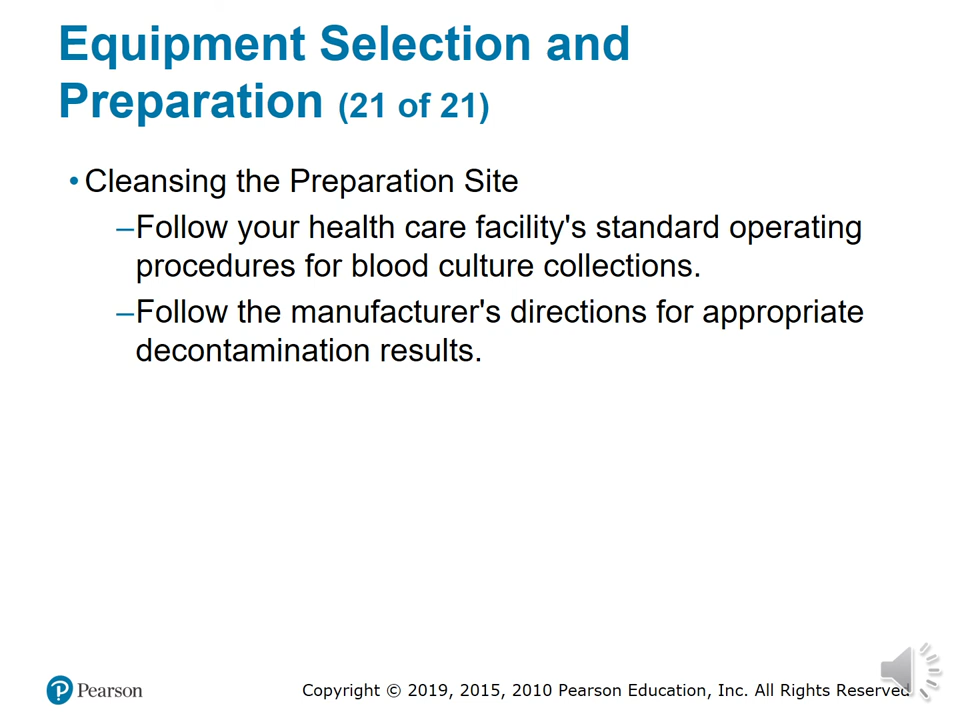 Equipment Selection and
Preparation (21 of 21)
• Cleansing the Preparation Site
–Follow your health care facility's standard operating
procedures for blood culture collections.
–Follow the manufacturer's directions for appropriate
decontamination results.
Pearson
Copyright © 2019, 2015, 2010 Pearson Education, Inc. All Rights Reserved